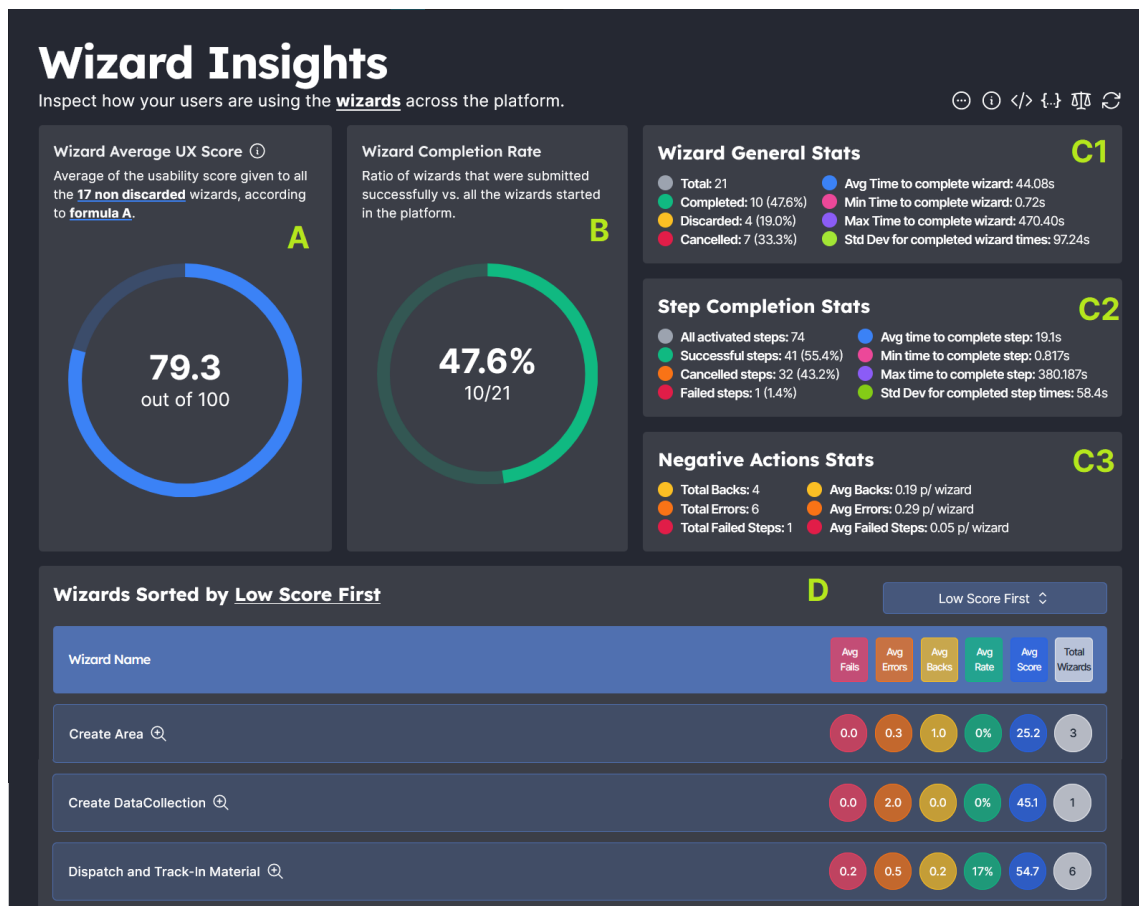 Wizard Insights
Inspect how your users are using the wizards across the platform.
Wizard Average UX Score
Average of the usability score given to all
the 17 non discarded wizards, according
to formula A.
A
79.3
out of 100
Wizard Completion Rate
Ratio of wizards that were submitted
successfully vs. all the wizards started
in the platform.
B
47.6%
10/21
Wizard General Stats
C1
Total: 21
Completed: 10 (47.6%)
Discarded: 4 (19.0%)
Cancelled: 7 (33.3%)
Avg Time to complete wizard: 44.08s
Min Time to complete wizard: 0.72s
Max Time to complete wizard: 470.40s
Std Dev for completed wizard times: 97.24s
Step Completion Stats
C2
All activated steps: 74
Successful steps: 41 (55.4%)
Cancelled steps: 32 (43.2%)
Failed steps: 1 (1.4%)
Avg time to complete step: 19.1s
Min time to complete step: 0.817s
Max time to complete step: 380.187s
Std Dev for completed step times: 58.4s
Negative Actions Stats
C3
Total Backs: 4
Total Errors: 6
Total Failed Steps: 1
Avg Backs: 0.19 p/ wizard
Avg Errors: 0.29 p/ wizard
Avg Failed Steps: 0.05 p/ wizard
Wizards Sorted by Low Score First
D
Low Score First
Wizard Name
Avg Fails
Avg Errors
Avg Backs
Avg Rate
Avg Score
Total Wizards
Create Area 0.0 0.3 1.0 0% 25.2 3
Create DataCollection 0.0 2.0 0.0 0% 45.1 1
Dispatch and Track-In Material 0.2 0.5 0.2 17% 54.7 6